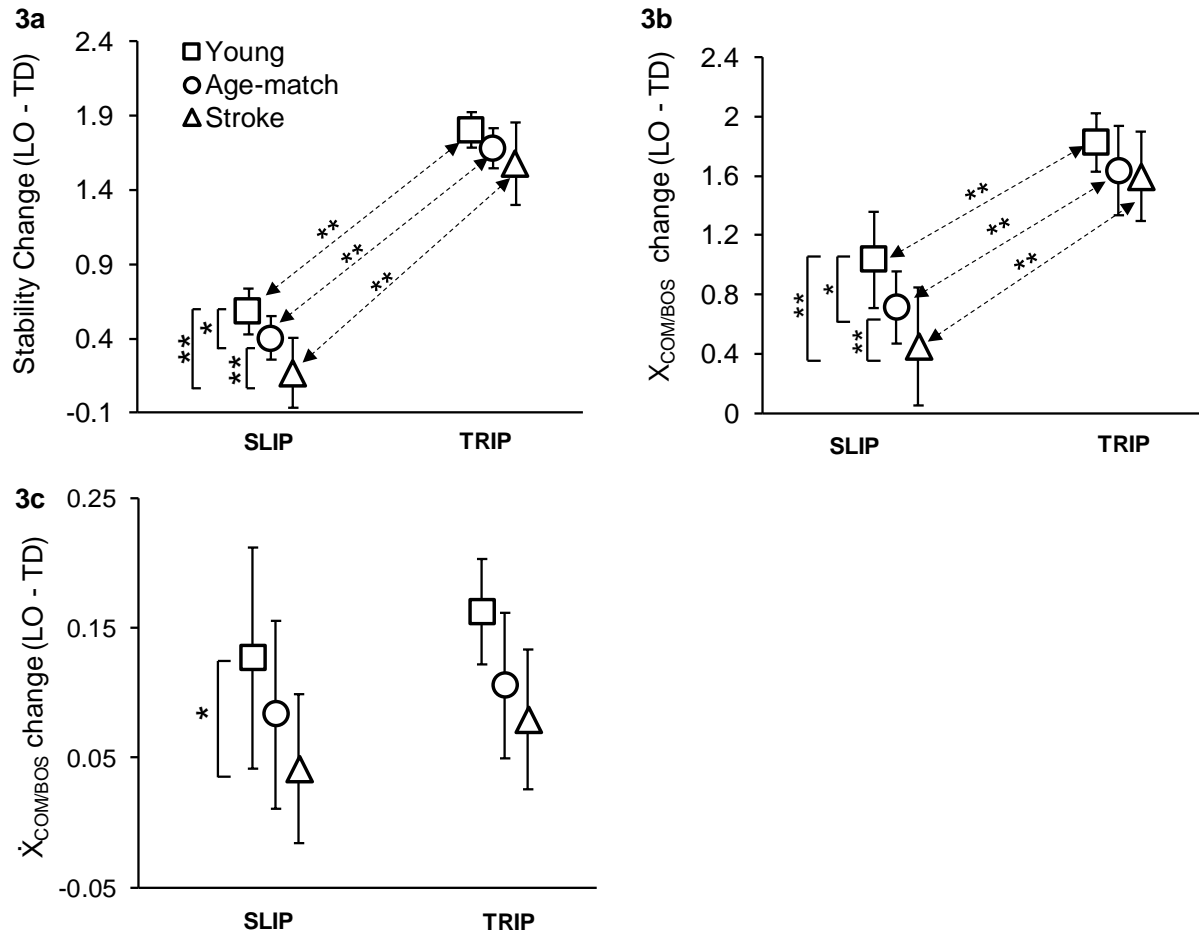 3a
Stability Change (LO - TD)
2.4
1.9
1.4
0.9
0.4
-0.1
Young
Age-match
Stroke
**
**
**
**
*
**
SLIP
TRIP
3b
X COM/BOS change (LO - TD)
2.4
2
1.6
1.2
0.8
0.4
0
**
**
**
**
*
**
SLIP
TRIP
3c
Ẋ COM/BOS change (LO - TD)
0.25
0.15
0.05
-0.05
*
SLIP
TRIP